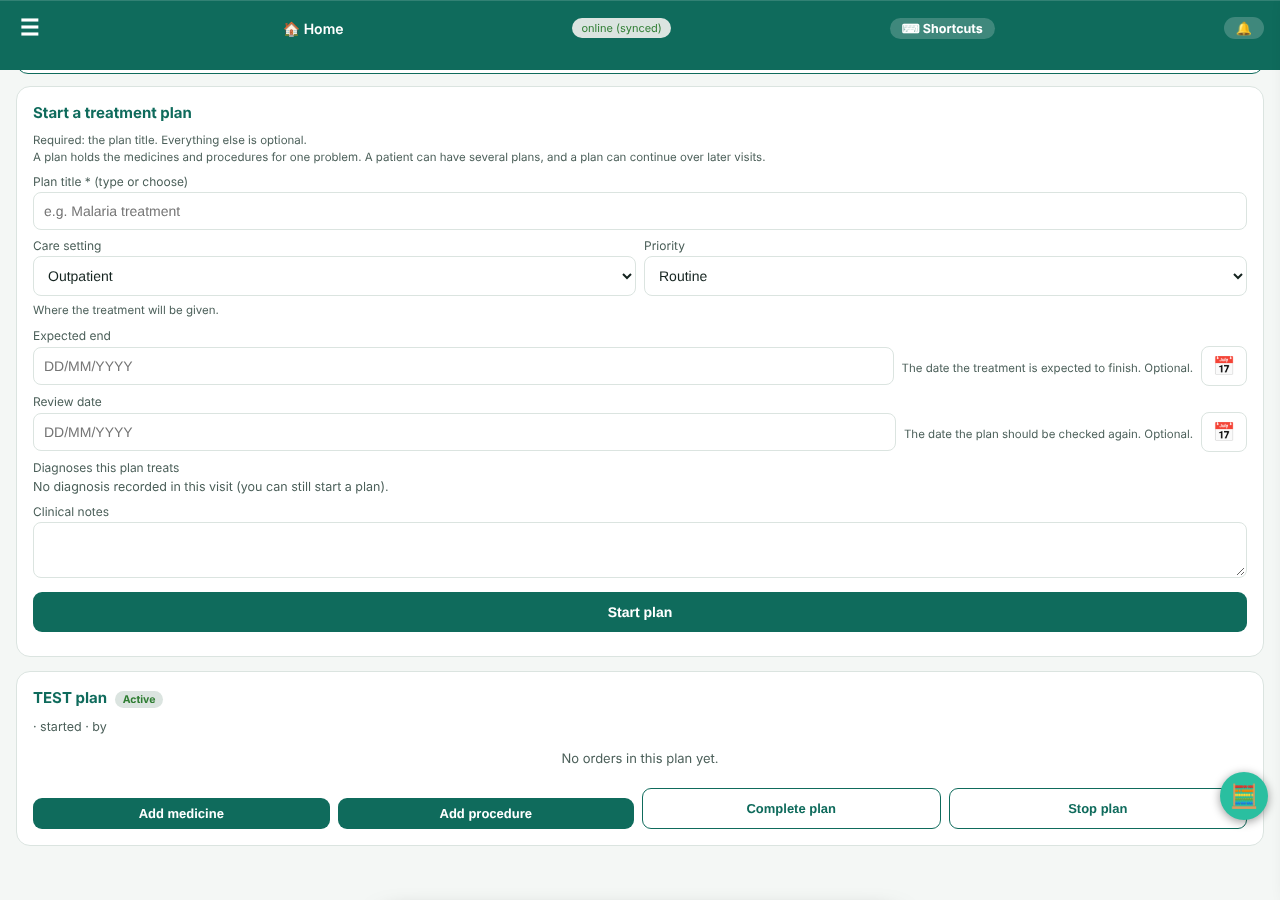 ☰
🏠 Home
online (synced)
⌨ Shortcuts
🔔
Start a treatment plan
Required: the plan title. Everything else is optional.
A plan holds the medicines and procedures for one problem. A patient can have several plans, and a plan can continue over later visits.
Plan title * (type or choose)
e.g. Malaria treatment
Care setting
Priority
Outpatient
Routine
Where the treatment will be given.
Expected end
DD/MM/YYYY
The date the treatment is expected to finish. Optional.
Review date
DD/MM/YYYY
The date the plan should be checked again. Optional.
Diagnoses this plan treats
No diagnosis recorded in this visit (you can still start a plan).
Clinical notes
Start plan
TEST plan Active
· started · by
No orders in this plan yet.
Add medicine
Add procedure
Complete plan
Stop plan